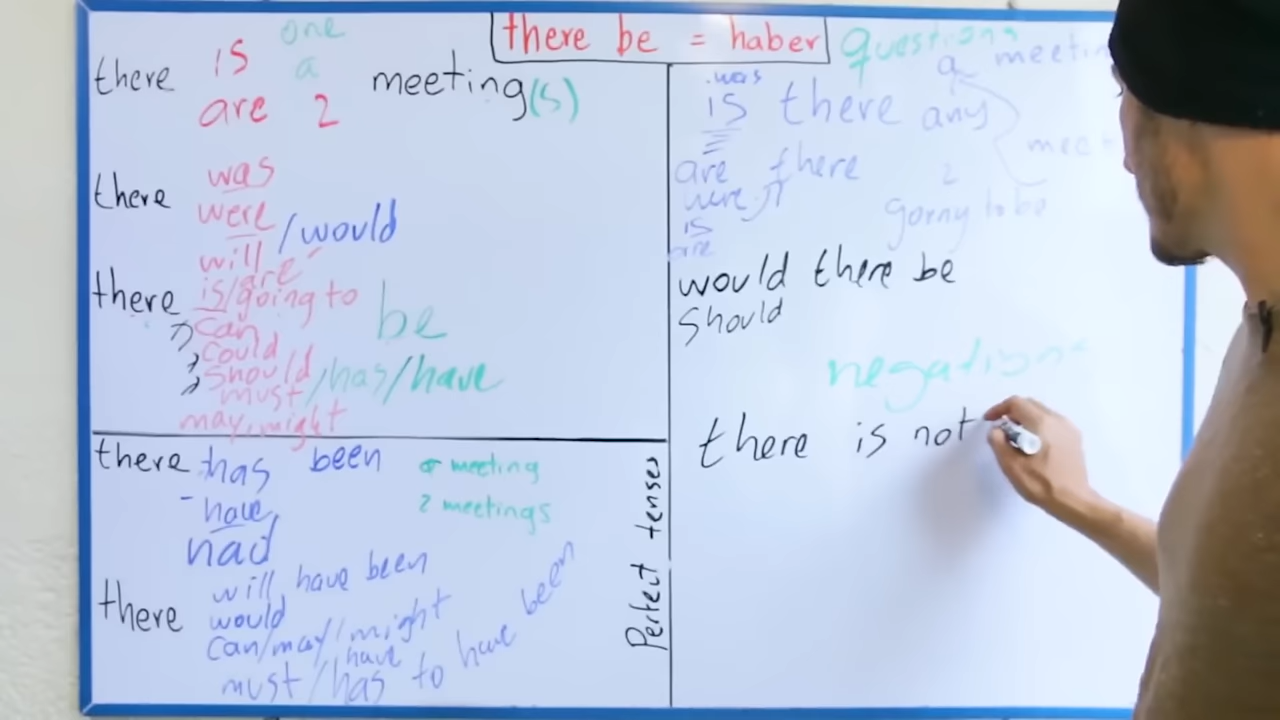 there be = haber
there is one
a
are 2 meeting(s)
there was
were
will /would
there is/are going to be
can
could
should /has/have
must
may, might
there has been a meeting
have 2 meetings
had
there will have been
would
can/may/might
have
must/has to have been
Perfect tenses
questions
was a meeting
is there any
are there 2
were
going to be
is
are
would there be
should
negations
there is not